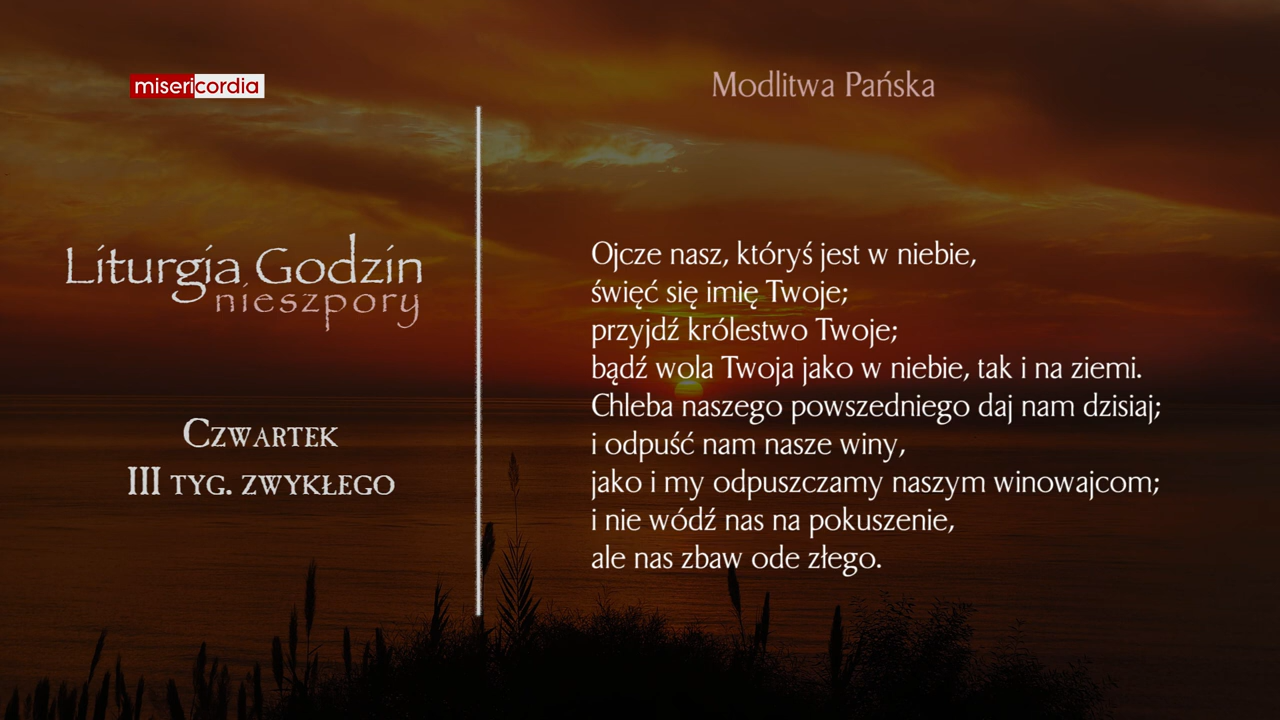 misericordia
Liturgia Godzin
nieszpory
Czwartek
III tyg. zwykłego
Modlitwa Pańska
Ojcze nasz, któryś jest w niebie,
święć się imię Twoje;
przyjdź królestwo Twoje;
bądź wola Twoja jako w niebie, tak i na ziemi.
Chleba naszego powszedniego daj nam dzisiaj;
i odpuść nam nasze winy,
jako i my odpuszczamy naszym winowajcom;
i nie wódź nas na pokuszenie,
ale nas zbaw ode złego.